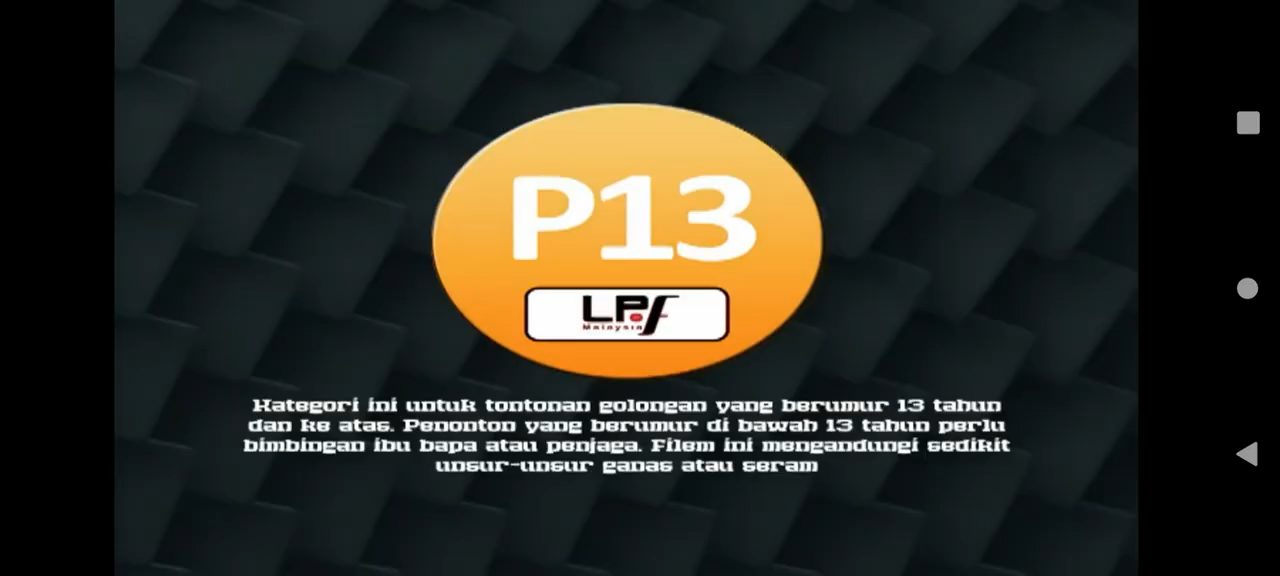 P13
LPf
Malaysia
Kategori ini untuk tontonan golongan yang berumur 13 tahun
dan ke atas. Penonton yang berumur di bawah 13 tahun perlu
bimbingan ibu bapa atau penjaga. Filem ini mengandungi sedikit
unsur-unsur ganas atau seram